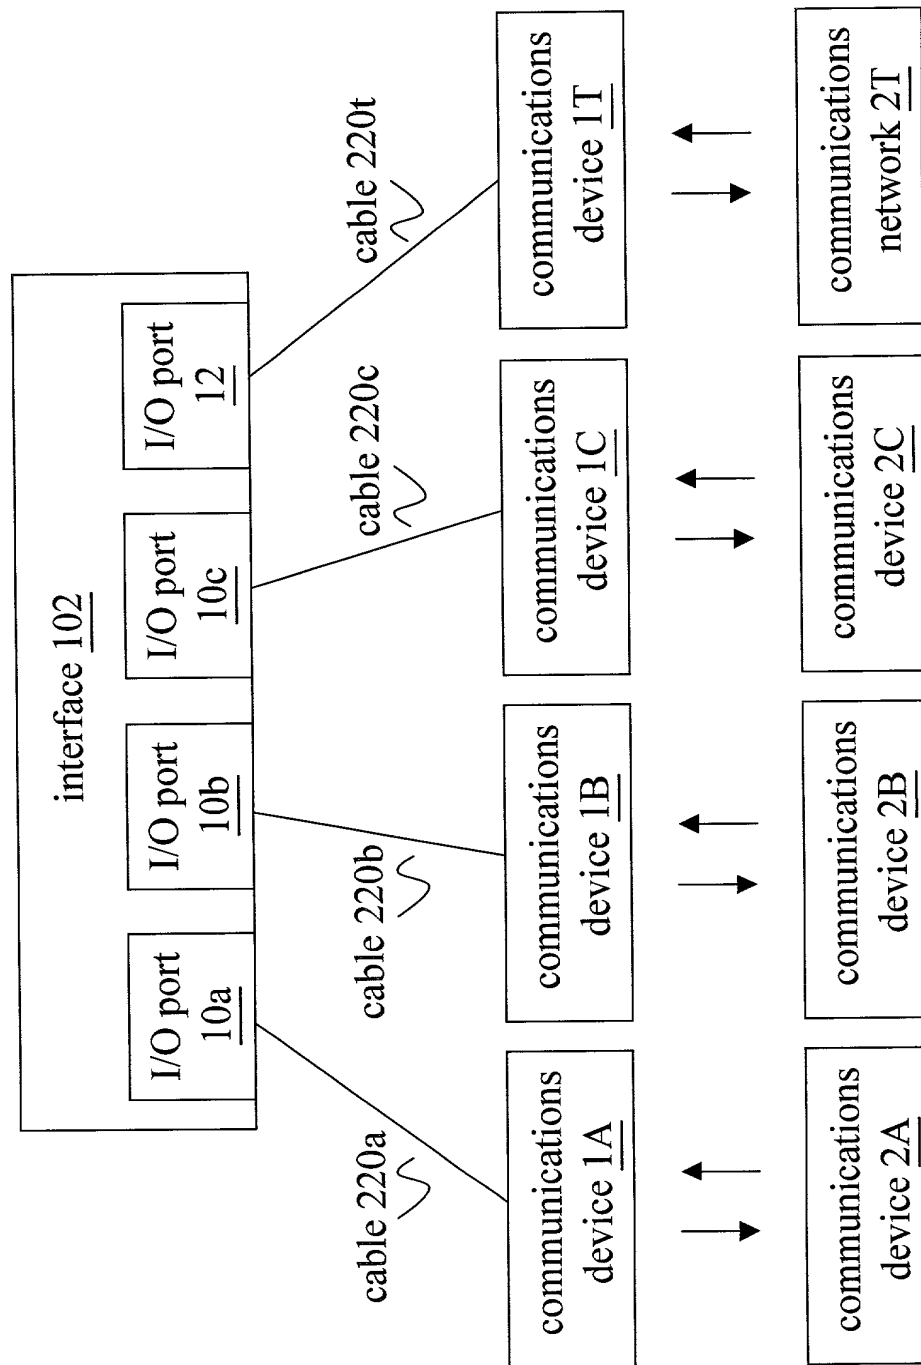 interface 102
I/O port
10a
I/O port
10b
I/O port
10c
I/O port
12
cable 220a
cable 220b
cable 220c
cable 220t
communications
device 1A
communications
device 1B
communications
device 1C
communications
device 1T
communications
device 2A
communications
device 2B
communications
device 2C
communications
network 2T